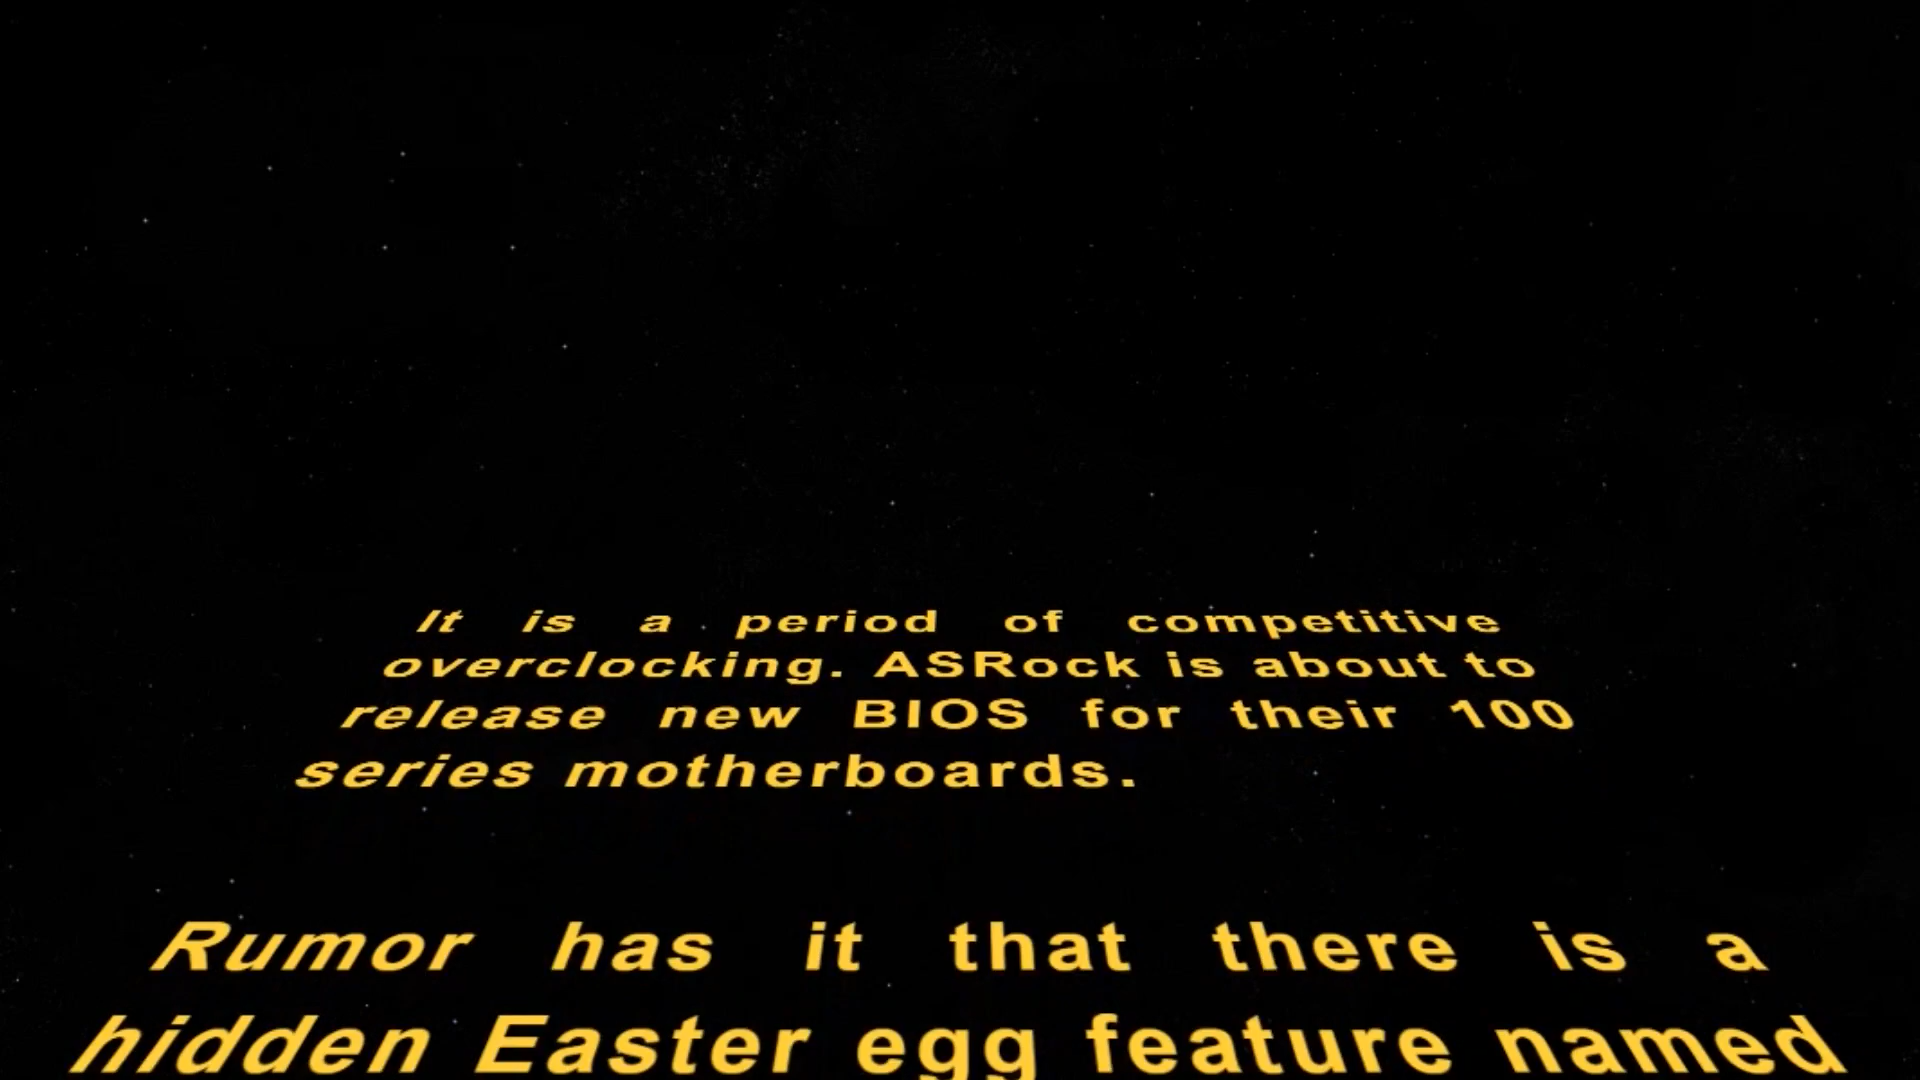 It is a period of competitive
overclocking. ASRock is about to
release new BIOS for their 100
series motherboards.
Rumor has it that there is a
hidden Easter egg feature named